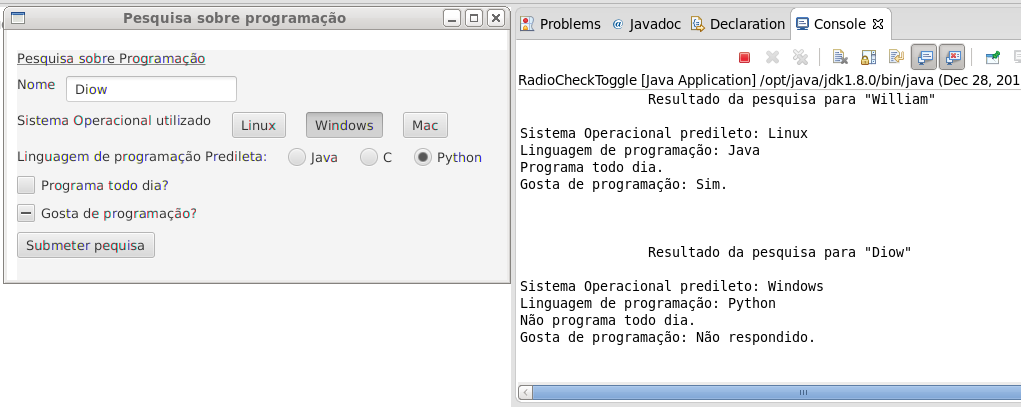 Pesquisa sobre programação
Pesquisa sobre Programação
Nome Diow
Sistema Operacional utilizado Linux Windows Mac
Linguagem de programação Predileta: Java C Python
Programa todo dia?
Gosta de programação?
Submeter pequisa
Problems @ Javadoc Declaration Console
RadioCheckToggle [Java Application] /opt/java/jdk1.8.0/bin/java (Dec 28, 201
Resultado da pesquisa para "William"
Sistema Operacional predileto: Linux
Linguagem de programação: Java
Programa todo dia.
Gosta de programação: Sim.
Resultado da pesquisa para "Diow"
Sistema Operacional predileto: Windows
Linguagem de programação: Python
Não programa todo dia.
Gosta de programação: Não respondido.